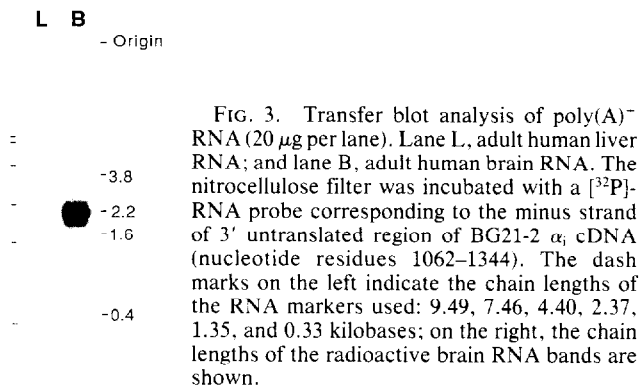 L B
- Origin
-3.8
-2.2
-1.6
-0.4
FIG. 3. Transfer blot analysis of poly(A)⁻
RNA (20 μg per lane). Lane L, adult human liver
RNA; and lane B, adult human brain RNA. The
nitrocellulose filter was incubated with a [³²P]-
RNA probe corresponding to the minus strand
of 3′ untranslated region of BG21-2 αᵢ cDNA
(nucleotide residues 1062–1344). The dash
marks on the left indicate the chain lengths of
the RNA markers used: 9.49, 7.46, 4.40, 2.37,
1.35, and 0.33 kilobases; on the right, the chain
lengths of the radioactive brain RNA bands are
shown.